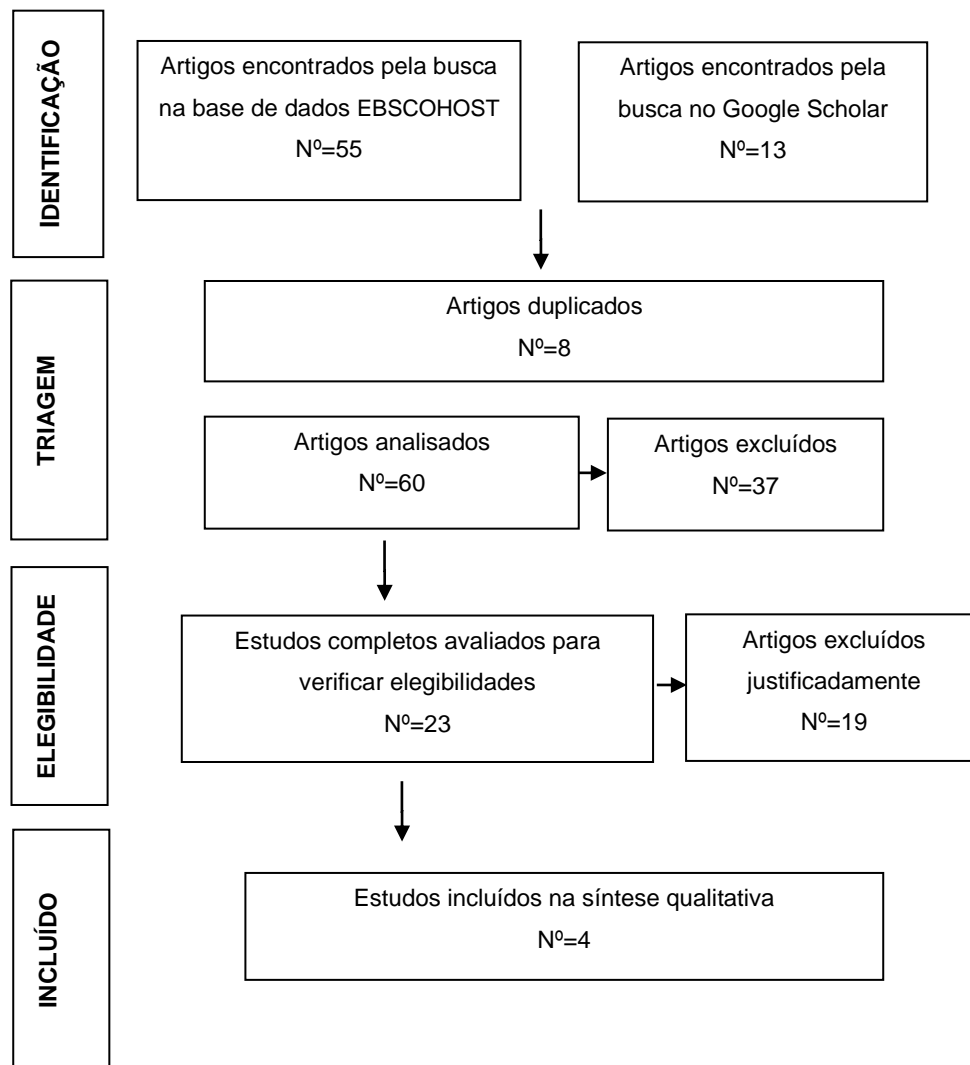 IDENTIFICAÇÃO
Artigos encontrados pela busca
na base de dados EBSCOHOST
Nº=55
Artigos encontrados pela
busca no Google Scholar
Nº=13
TRIAGEM
Artigos duplicados
Nº=8
Artigos analisados
Nº=60
Artigos excluídos
Nº=37
ELEGIBILIDADE
Estudos completos avaliados para
verificar elegibilidades
Nº=23
Artigos excluídos
justificadamente
Nº=19
INCLUÍDO
Estudos incluídos na síntese qualitativa
Nº=4